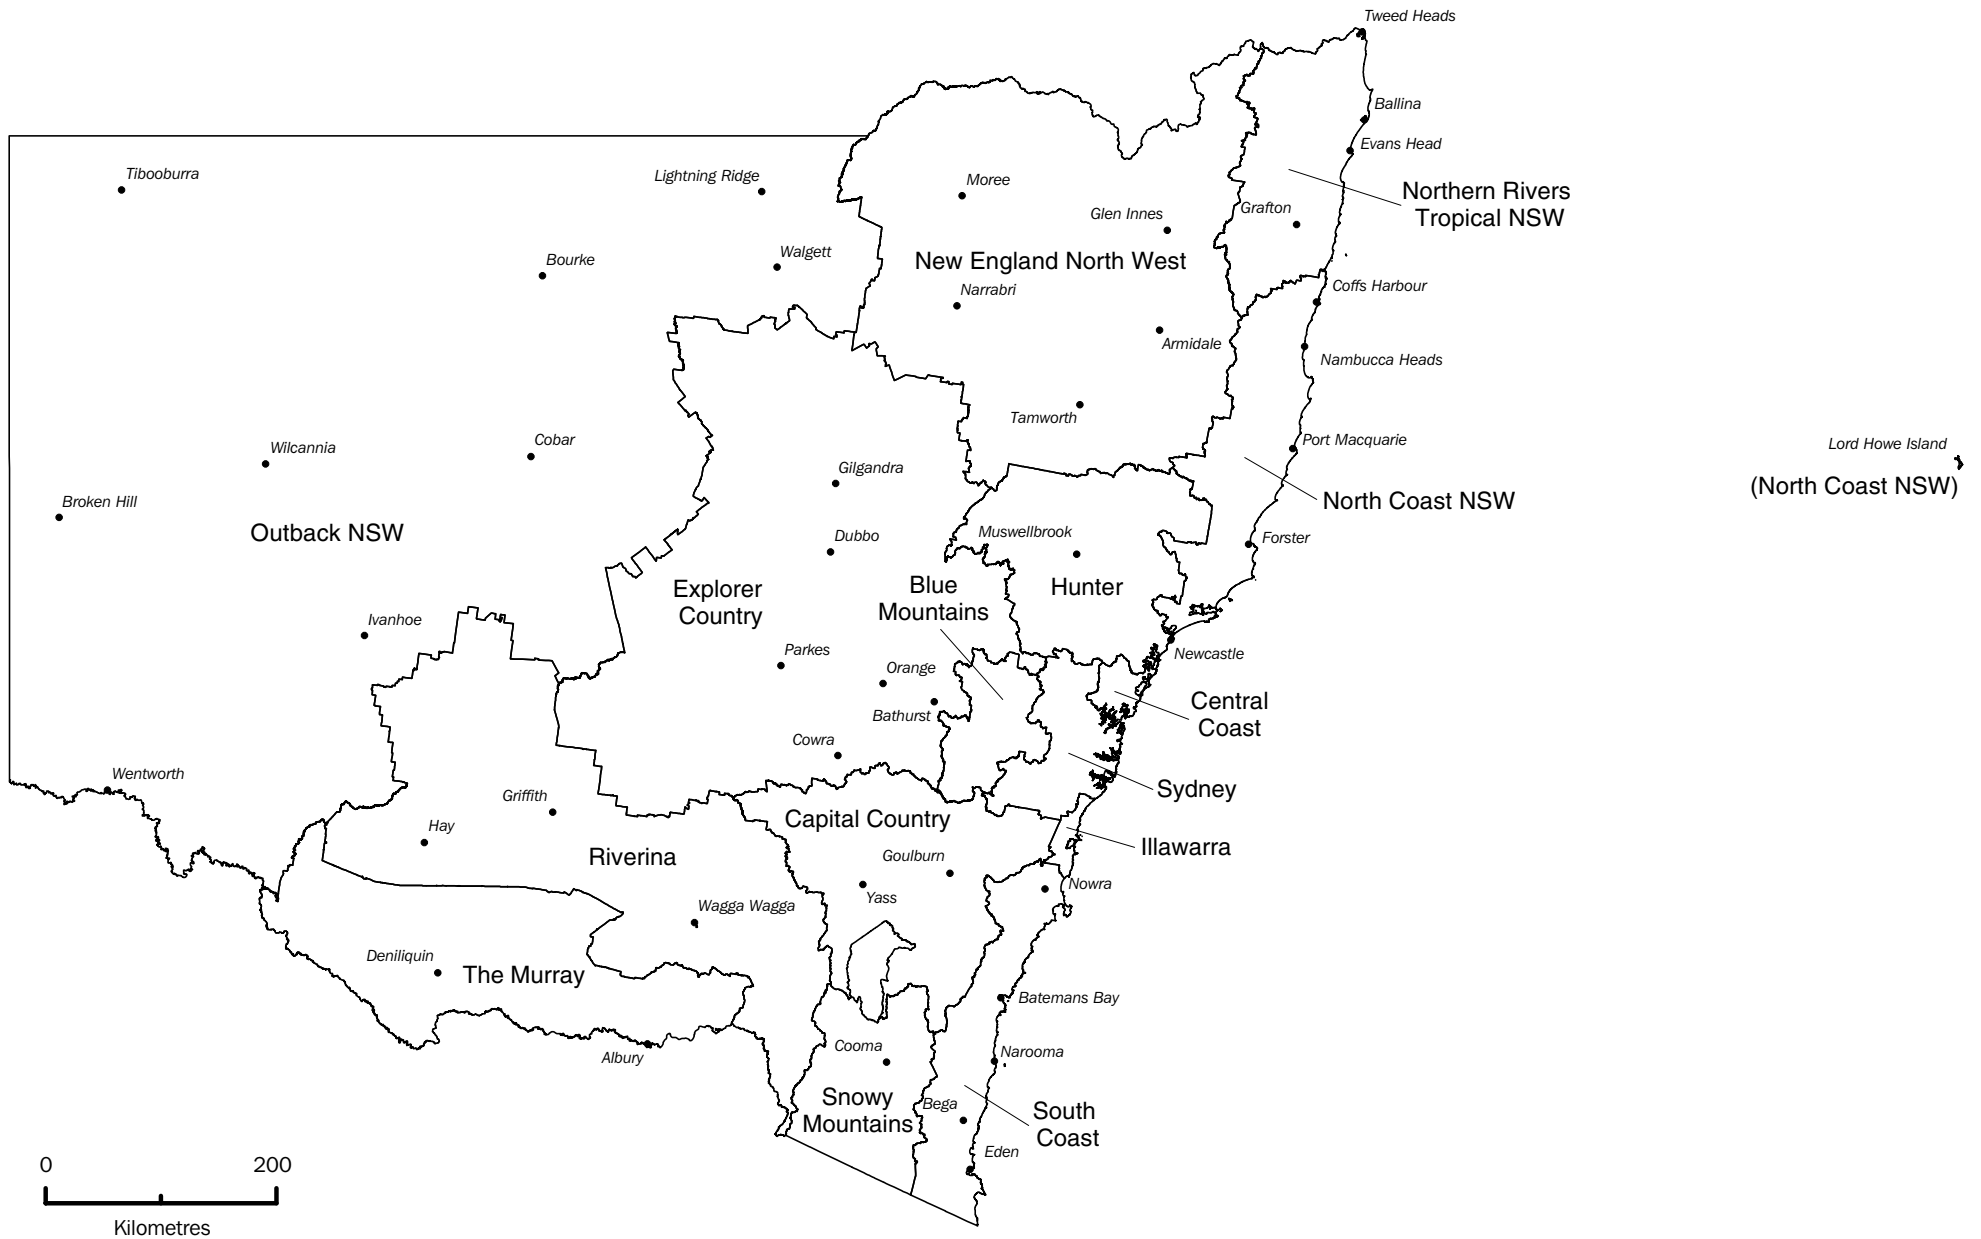 Tweed Heads
Ballina
Evans Head
Tibooburra
Lightning Ridge
Moree
Northern Rivers
Tropical NSW
Glen Innes
Grafton
Bourke
Walgett
New England North West
Narrabri
Coffs Harbour
Armidale
Nambucca Heads
Tamworth
Wilcannia
Cobar
Port Macquarie
Lord Howe Island
(North Coast NSW)
Gilgandra
Broken Hill
North Coast NSW
Outback NSW
Dubbo
Muswellbrook
Forster
Explorer
Country
Blue
Mountains
Hunter
Ivanhoe
Parkes
Orange
Newcastle
Bathurst
Central
Coast
Cowra
Wentworth
Griffith
Sydney
Hay
Capital Country
Riverina
Goulburn
Illawarra
Yass
Nowra
Wagga Wagga
Deniliquin
The Murray
Batemans Bay
Albury
Cooma
Narooma
Snowy
Mountains
Bega
South
Coast
Eden
0
200
Kilometres